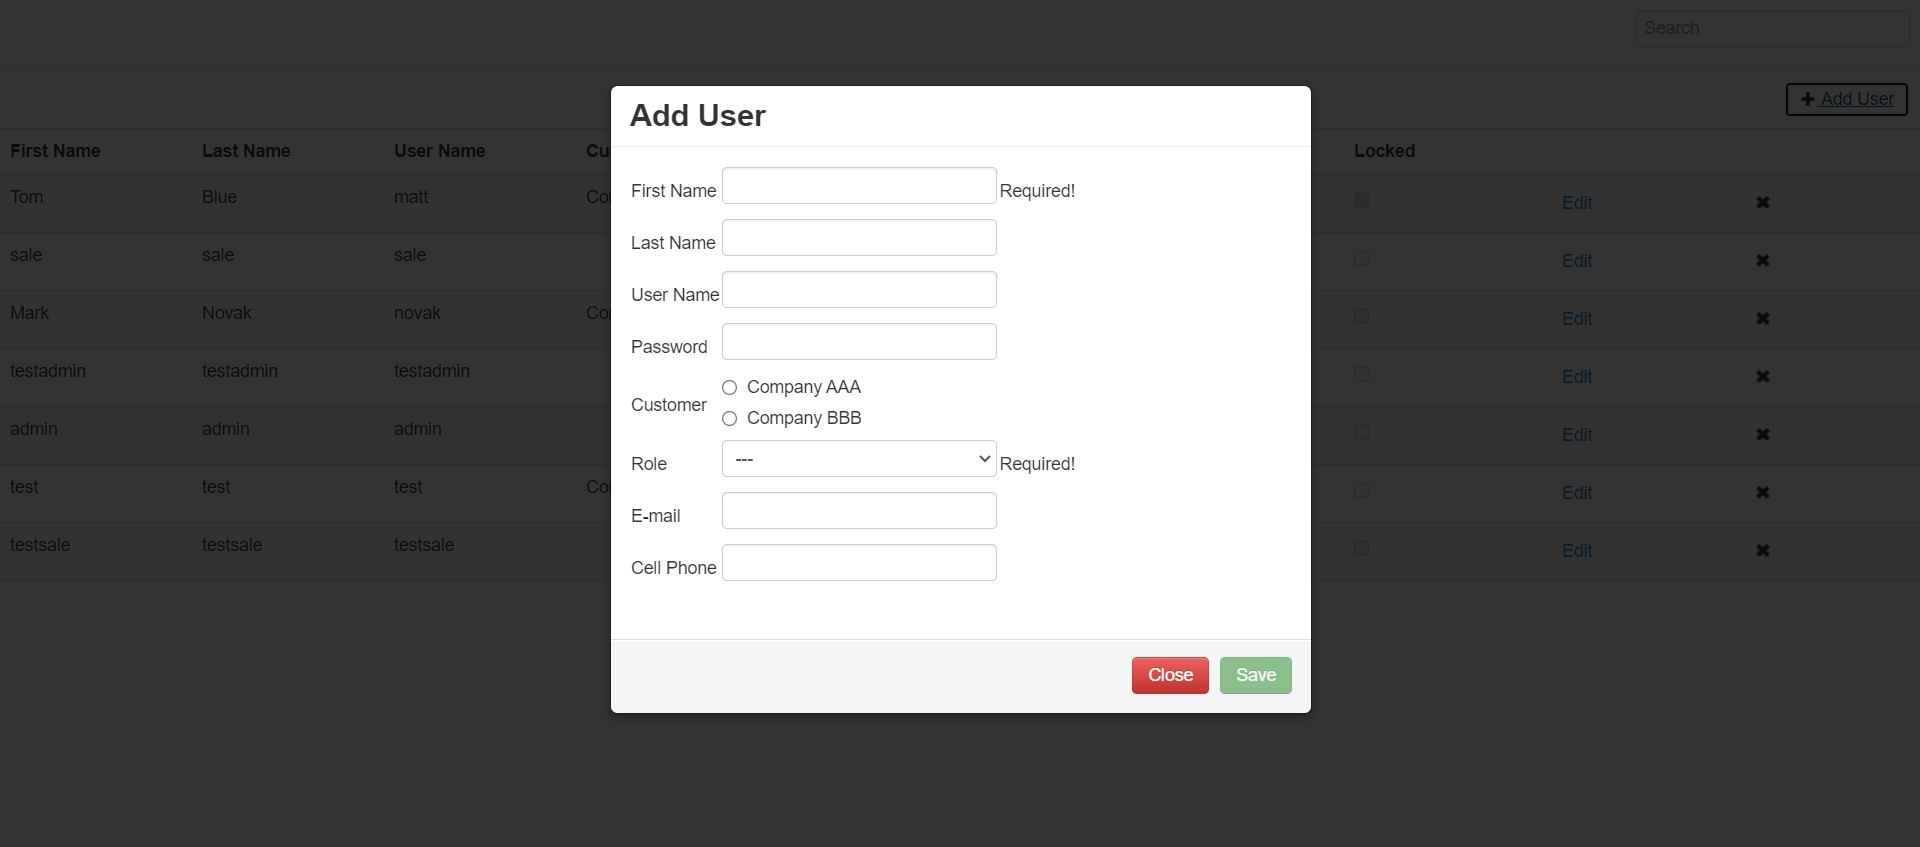 Search
+ Add User
First Name Last Name User Name Cu Locked
Tom Blue matt Co Edit ✖
sale sale sale Edit ✖
Mark Novak novak Co Edit ✖
testadmin testadmin testadmin Edit ✖
admin admin admin Edit ✖
test test test Co Edit ✖
testsale testsale testsale Edit ✖
Add User
First Name Required!
Last Name
User Name
Password
Customer
Company AAA
Company BBB
Role --- Required!
E-mail
Cell Phone
Close Save